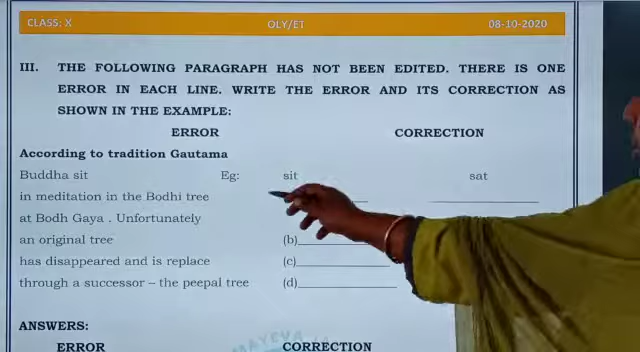 CLASS: X OLY/ET 08-10-2020
III. THE FOLLOWING PARAGRAPH HAS NOT BEEN EDITED. THERE IS ONE
ERROR IN EACH LINE. WRITE THE ERROR AND ITS CORRECTION AS
SHOWN IN THE EXAMPLE:
ERROR CORRECTION
According to tradition Gautama
Buddha sit Eg: sit sat
in meditation in the Bodhi tree
at Bodh Gaya . Unfortunately
an original tree (b)
has disappeared and is replace (c)
through a successor – the peepal tree (d)
ANSWERS:
ERROR CORRECTION